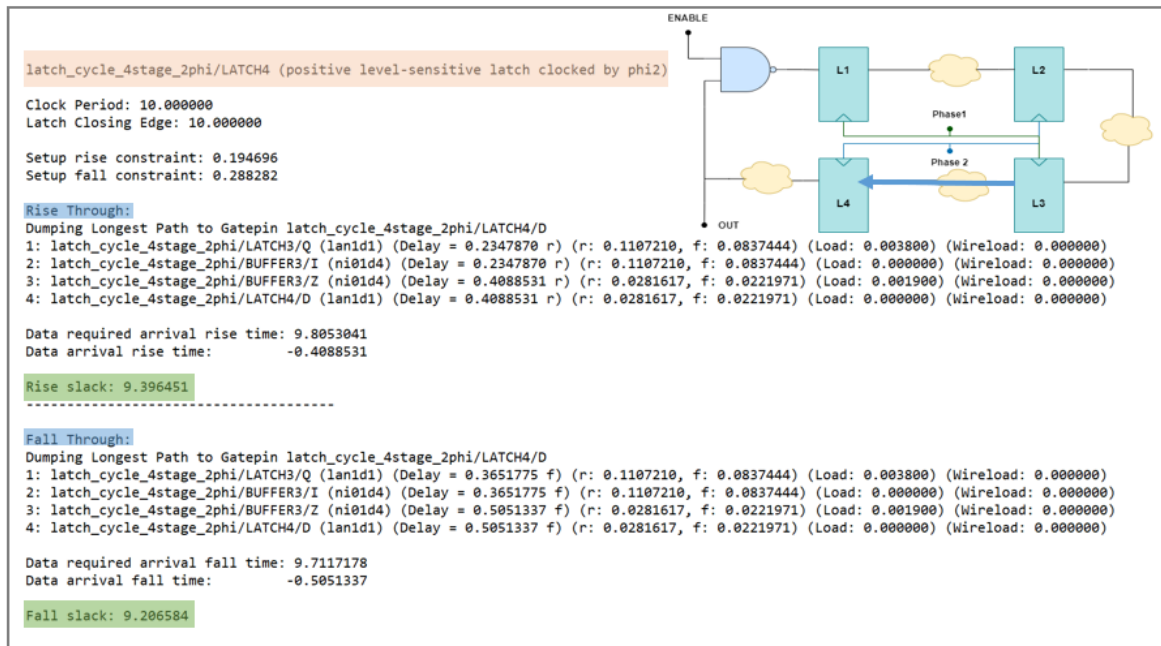 ENABLE
latch_cycle_4stage_2phi/LATCH4 (positive level-sensitive latch clocked by phi2)
L1
L2
Clock Period: 10.000000
Latch Closing Edge: 10.000000
Phase1
Setup rise constraint: 0.194696
Setup fall constraint: 0.288282
Phase 2
L4
L3
OUT
Rise Through:
Dumping Longest Path to Gatepin latch_cycle_4stage_2phi/LATCH4/D
1: latch_cycle_4stage_2phi/LATCH3/Q (lan1d1) (Delay = 0.2347870 r) (r: 0.1107210, f: 0.0837444) (Load: 0.003800) (Wireload: 0.000000)
2: latch_cycle_4stage_2phi/BUFFER3/I (ni01d4) (Delay = 0.2347870 r) (r: 0.1107210, f: 0.0837444) (Load: 0.000000) (Wireload: 0.000000)
3: latch_cycle_4stage_2phi/BUFFER3/Z (ni01d4) (Delay = 0.4088531 r) (r: 0.0281617, f: 0.0221971) (Load: 0.001900) (Wireload: 0.000000)
4: latch_cycle_4stage_2phi/LATCH4/D (lan1d1) (Delay = 0.4088531 r) (r: 0.0281617, f: 0.0221971) (Load: 0.000000) (Wireload: 0.000000)
Data required arrival rise time: 9.8053041
Data arrival rise time: -0.4088531
Rise slack: 9.396451
-------------------------------------
Fall Through:
Dumping Longest Path to Gatepin latch_cycle_4stage_2phi/LATCH4/D
1: latch_cycle_4stage_2phi/LATCH3/Q (lan1d1) (Delay = 0.3651775 f) (r: 0.1107210, f: 0.0837444) (Load: 0.003800) (Wireload: 0.000000)
2: latch_cycle_4stage_2phi/BUFFER3/I (ni01d4) (Delay = 0.3651775 f) (r: 0.1107210, f: 0.0837444) (Load: 0.000000) (Wireload: 0.000000)
3: latch_cycle_4stage_2phi/BUFFER3/Z (ni01d4) (Delay = 0.5051337 f) (r: 0.0281617, f: 0.0221971) (Load: 0.001900) (Wireload: 0.000000)
4: latch_cycle_4stage_2phi/LATCH4/D (lan1d1) (Delay = 0.5051337 f) (r: 0.0281617, f: 0.0221971) (Load: 0.000000) (Wireload: 0.000000)
Data required arrival fall time: 9.7117178
Data arrival fall time: -0.5051337
Fall slack: 9.206584